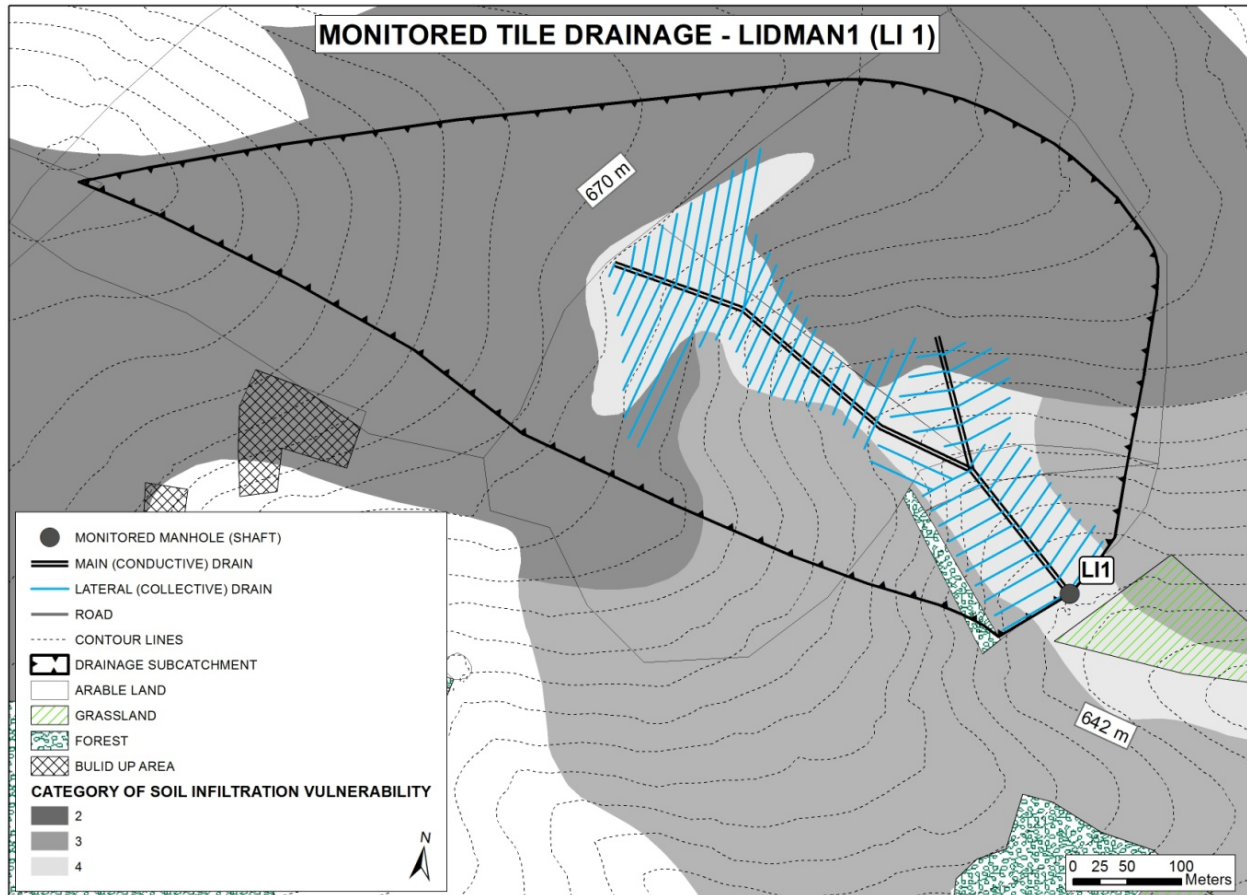 MONITORED TILE DRAINAGE - LIDMAN1 (LI 1)
670 m
LI1
642 m
MONITORED MANHOLE (SHAFT)
MAIN (CONDUCTIVE) DRAIN
LATERAL (COLLECTIVE) DRAIN
ROAD
CONTOUR LINES
DRAINAGE SUBCATCHMENT
ARABLE LAND
GRASSLAND
FOREST
BULID UP AREA
CATEGORY OF SOIL INFILTRATION VULNERABILITY
2
3
4
N
0 25 50 100
Meters